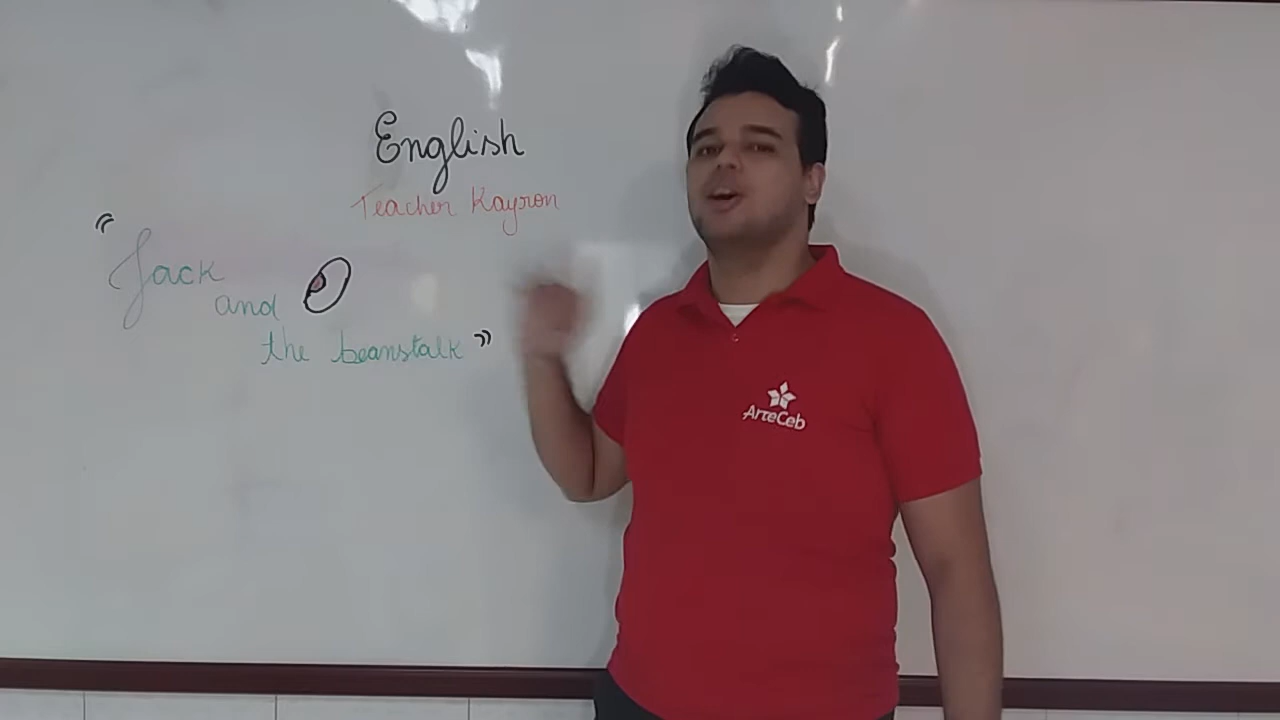 English
Teacher Kayron
"Jack
and
the beanstalk"
ArteCeb